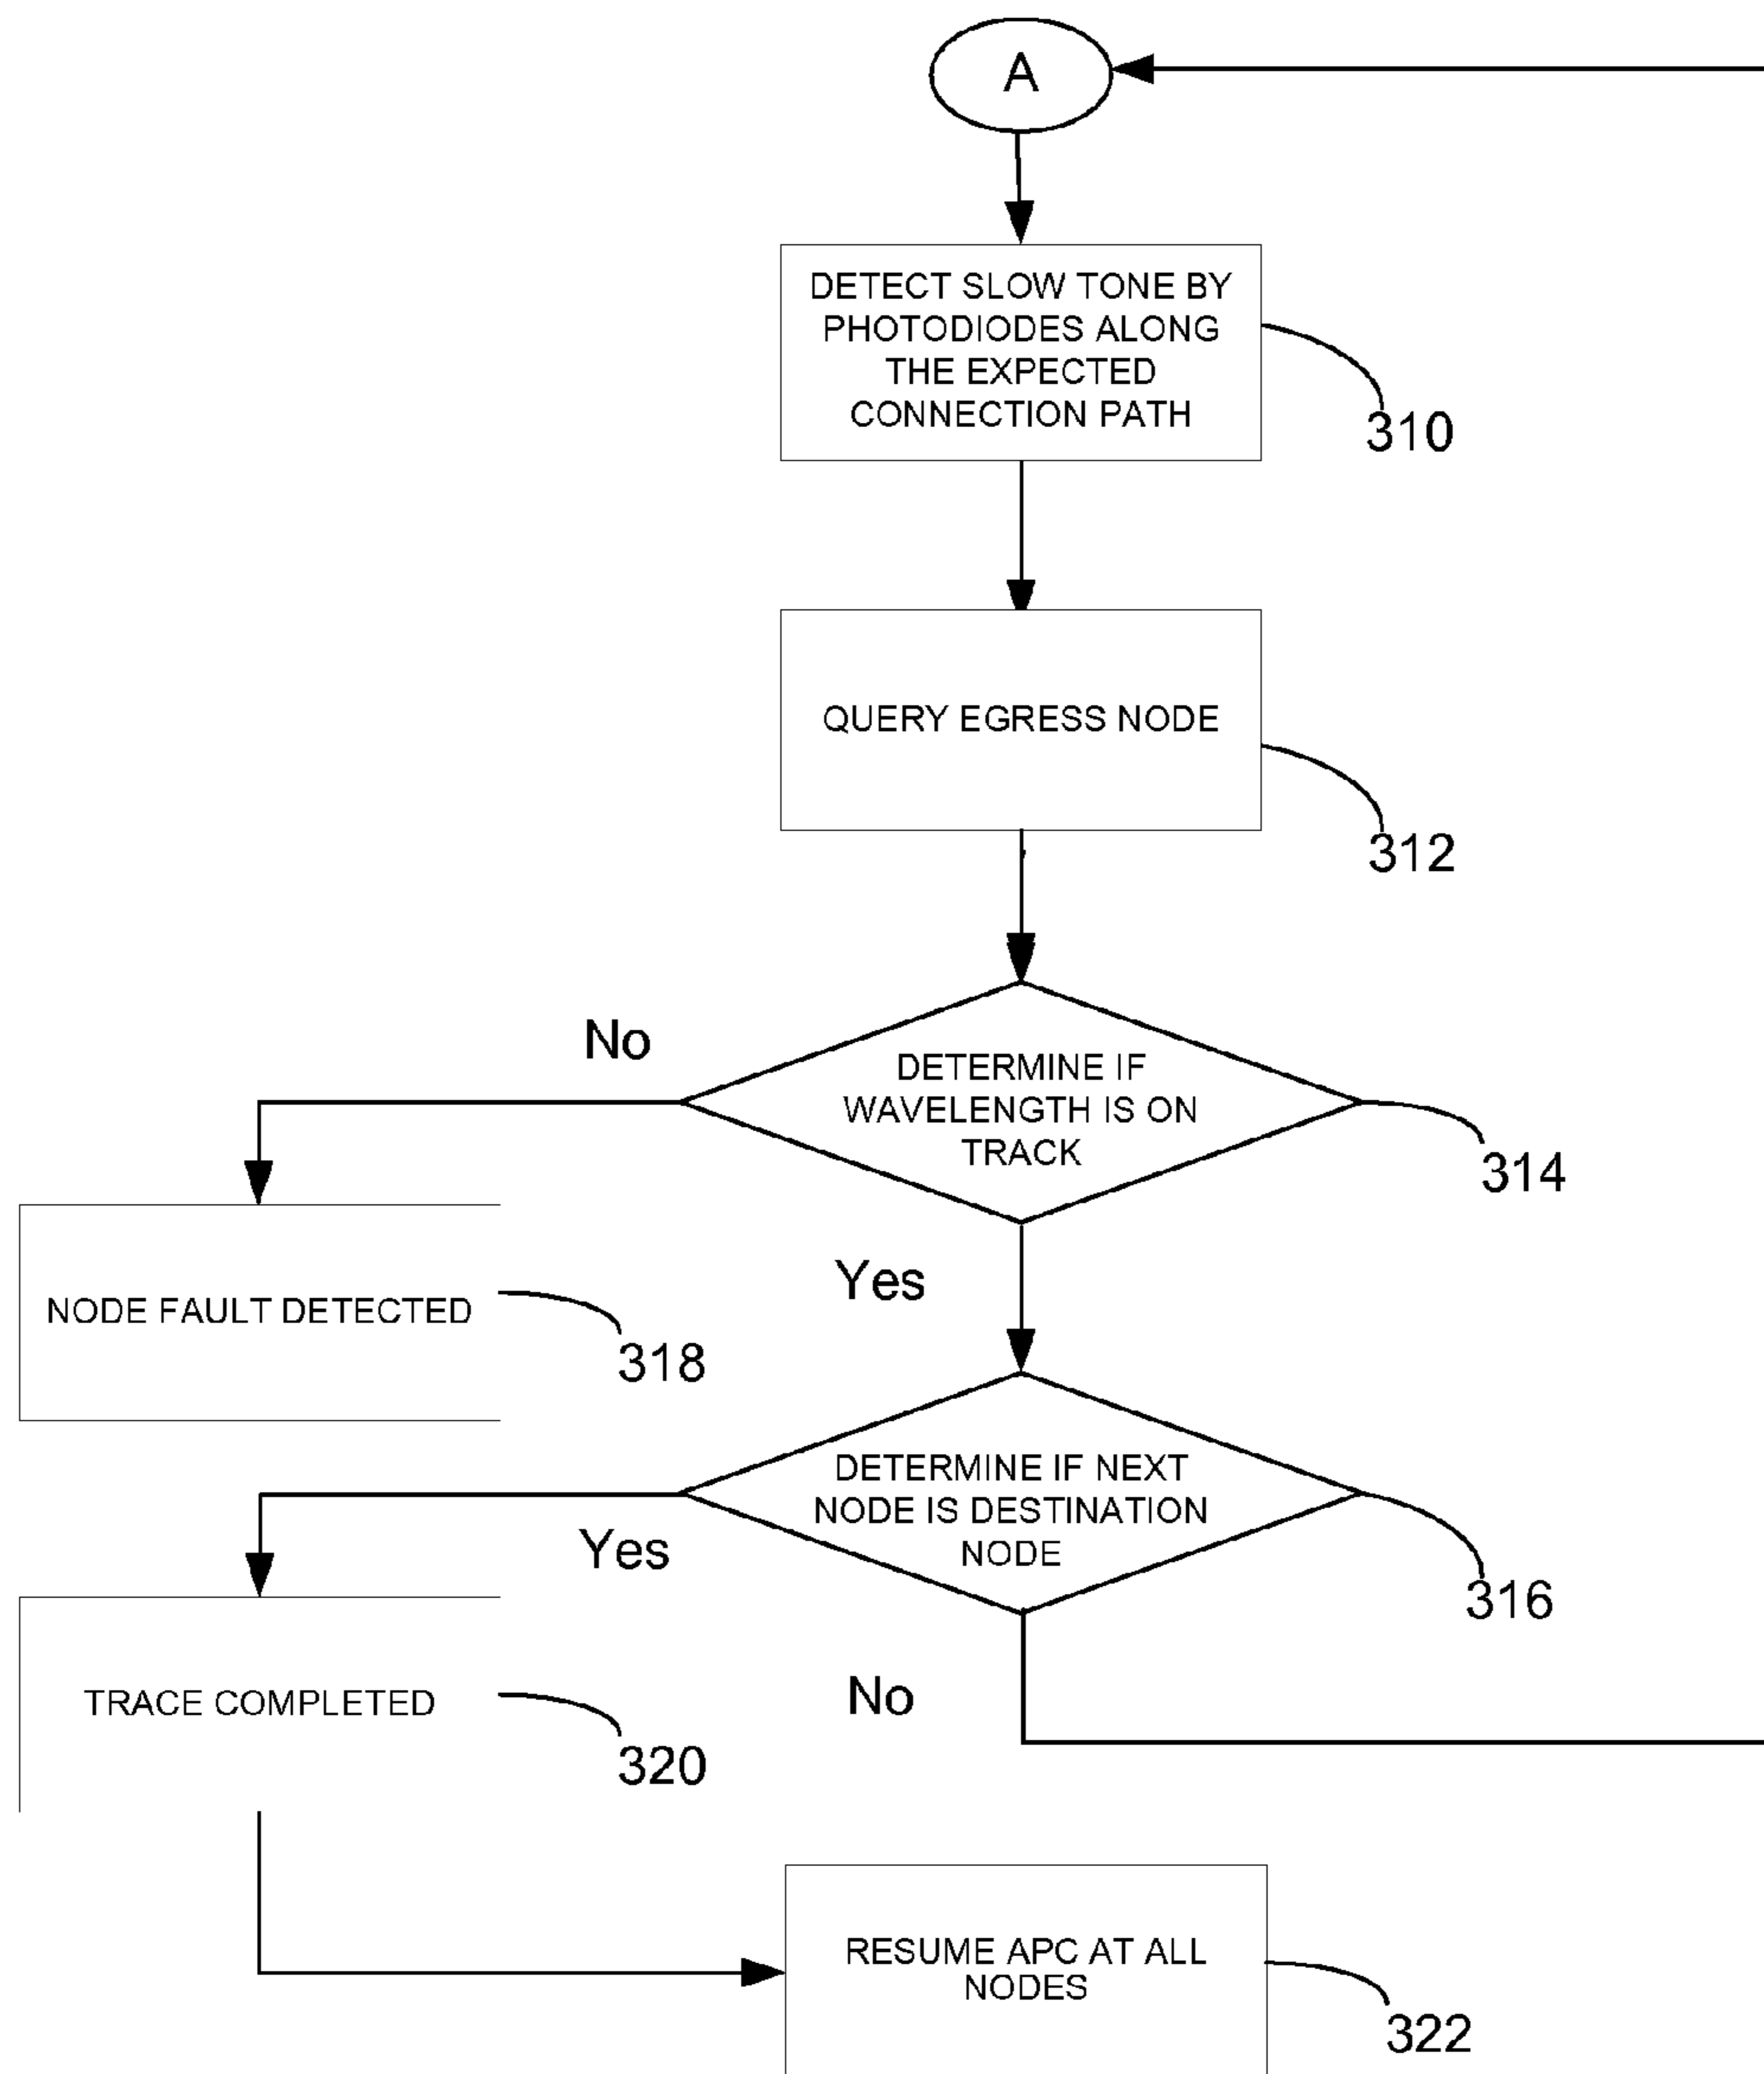 A
DETECT SLOW TONE BY
PHOTODIODES ALONG
THE EXPECTED
CONNECTION PATH
310
QUERY EGRESS NODE
312
No
DETERMINE IF
WAVELENGTH IS ON
TRACK
314
NODE FAULT DETECTED
318
Yes
DETERMINE IF NEXT
NODE IS DESTINATION
NODE
Yes
316
TRACE COMPLETED
320
No
RESUME APC AT ALL
NODES
322